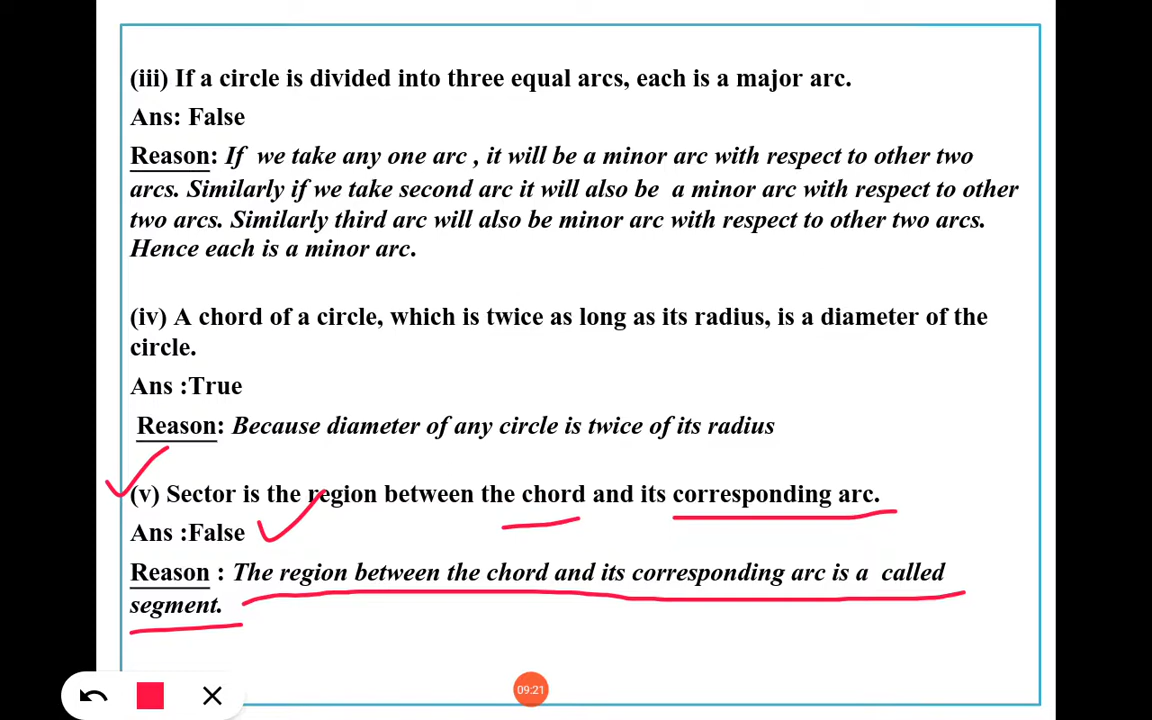 (iii) If a circle is divided into three equal arcs, each is a major arc.
Ans: False
Reason: If we take any one arc , it will be a minor arc with respect to other two
arcs. Similarly if we take second arc it will also be a minor arc with respect to other
two arcs. Similarly third arc will also be minor arc with respect to other two arcs.
Hence each is a minor arc.
(iv) A chord of a circle, which is twice as long as its radius, is a diameter of the
circle.
Ans :True
Reason: Because diameter of any circle is twice of its radius
(v) Sector is the region between the chord and its corresponding arc.
Ans :False
Reason : The region between the chord and its corresponding arc is a called
segment.
09:21